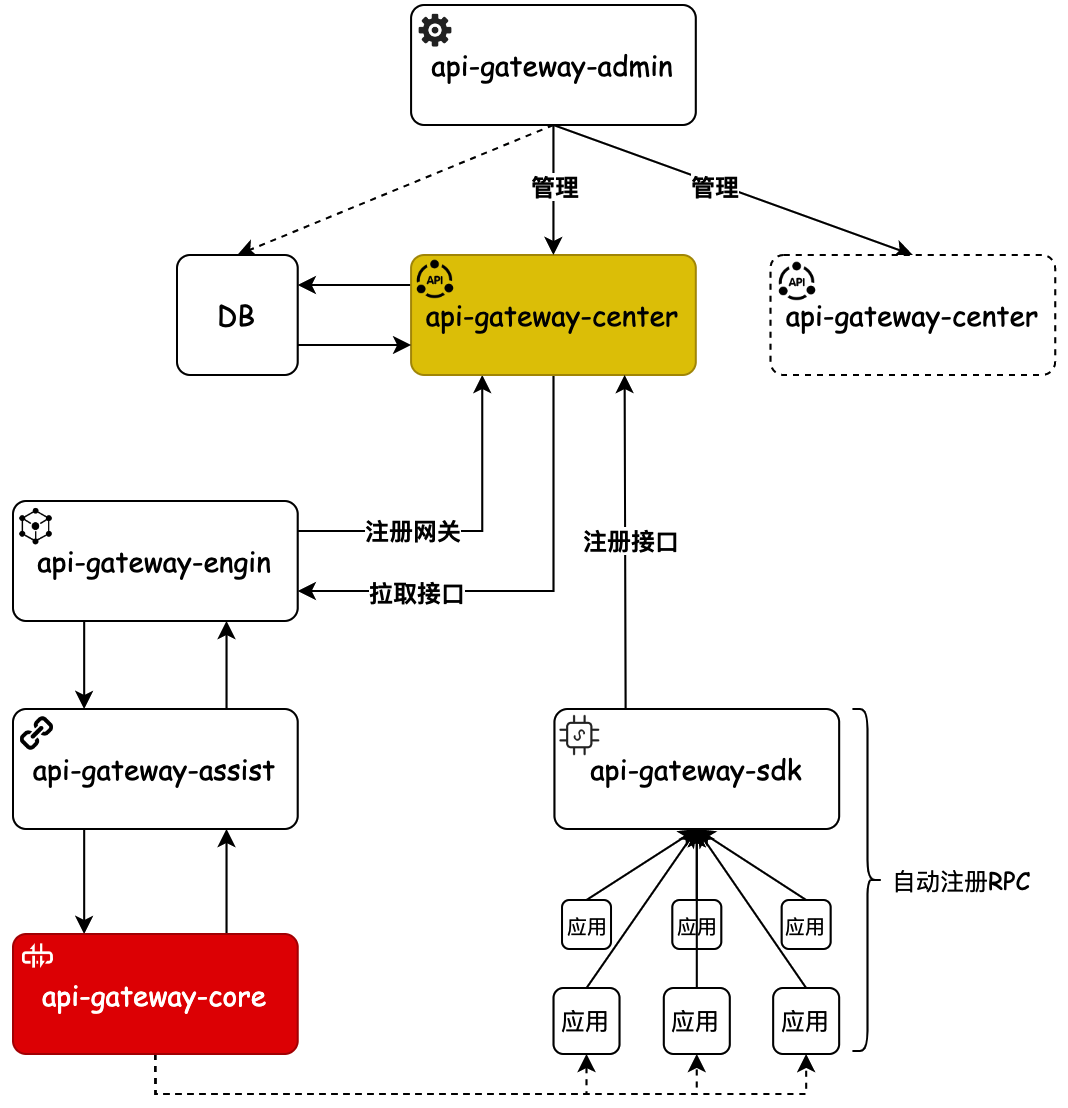 api-gateway-admin
管理
管理
DB
API
api-gateway-center
API
api-gateway-center
注册网关
注册接口
api-gateway-engin
拉取接口
api-gateway-assist
api-gateway-sdk
自动注册RPC
应用
应用
应用
api-gateway-core
应用
应用
应用